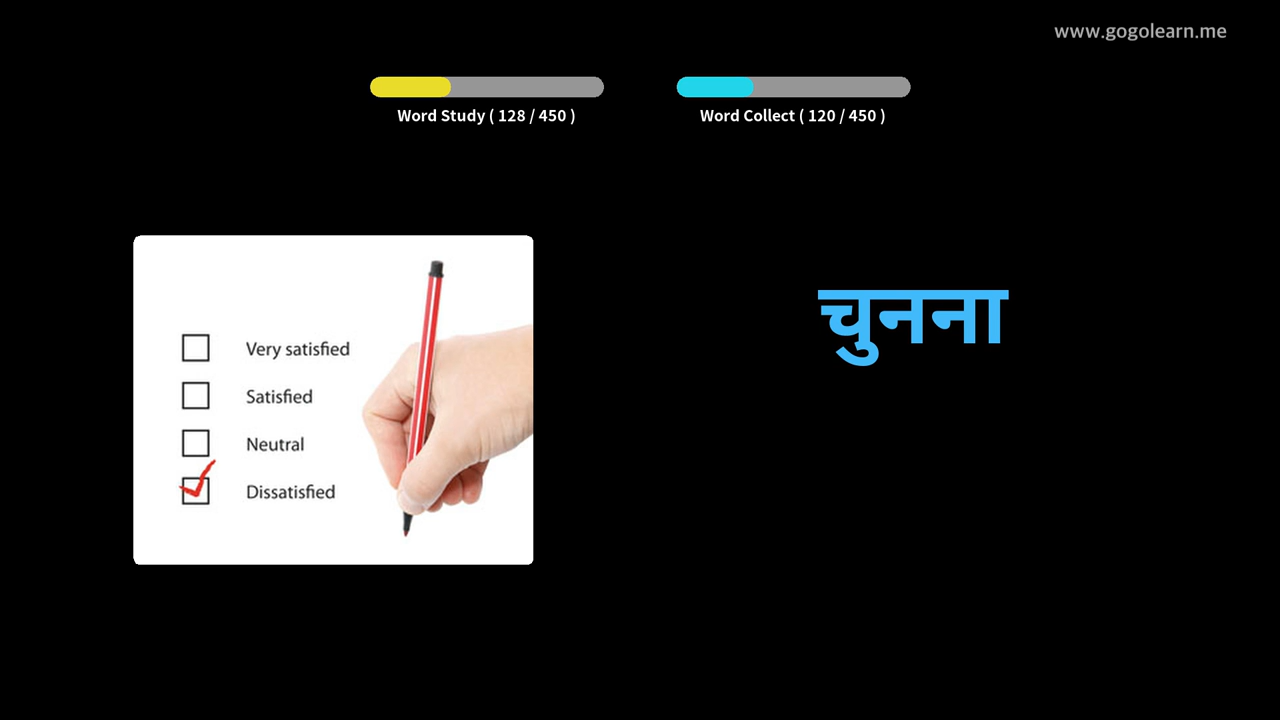 www.gogolearn.me
Word Study ( 128 / 450 )
Word Collect ( 120 / 450 )
चुनना
Very satisfied
Satisfied
Neutral
Dissatisfied